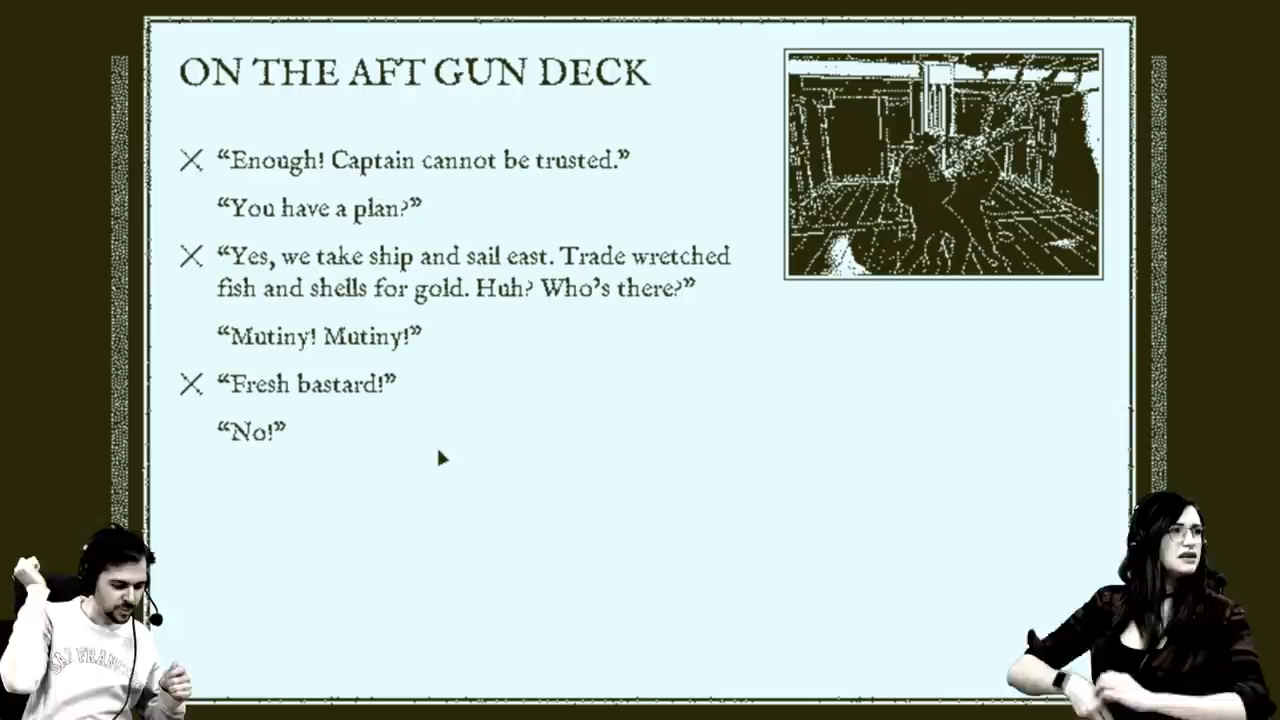 ON THE AFT GUN DECK
“Enough! Captain cannot be trusted.”
“You have a plan?”
“Yes, we take ship and sail east. Trade wretched
fish and shells for gold. Huh? Who’s there?”
“Mutiny! Mutiny!”
“Fresh bastard!”
“No!”